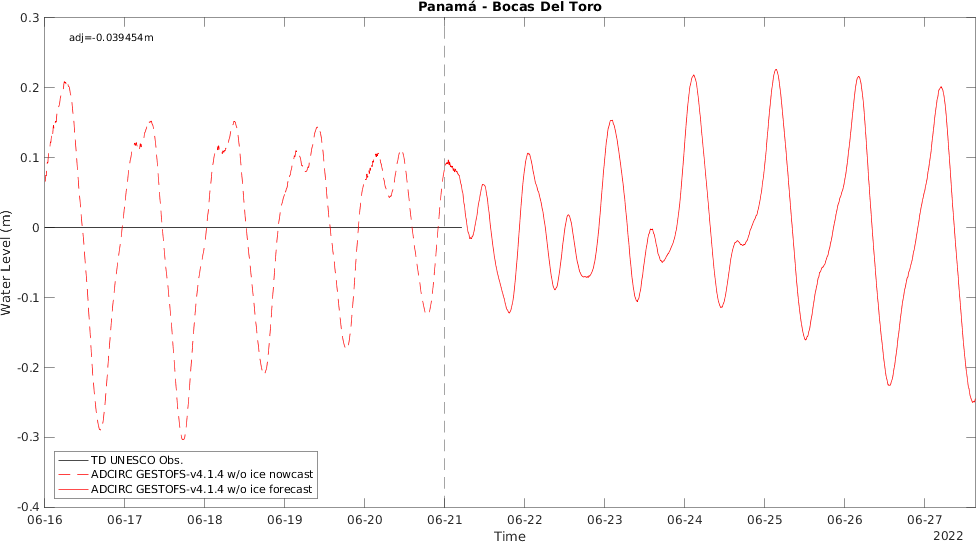 Panamá - Bocas Del Toro
adj=-0.039454m
Water Level (m)
0.3
0.2
0.1
0
-0.1
-0.2
-0.3
-0.4
TD UNESCO Obs.
ADCIRC GESTOFS-v4.1.4 w/o ice nowcast
ADCIRC GESTOFS-v4.1.4 w/o ice forecast
06-16 06-17 06-18 06-19 06-20 06-21 06-22 06-23 06-24 06-25 06-26 06-27
Time
2022